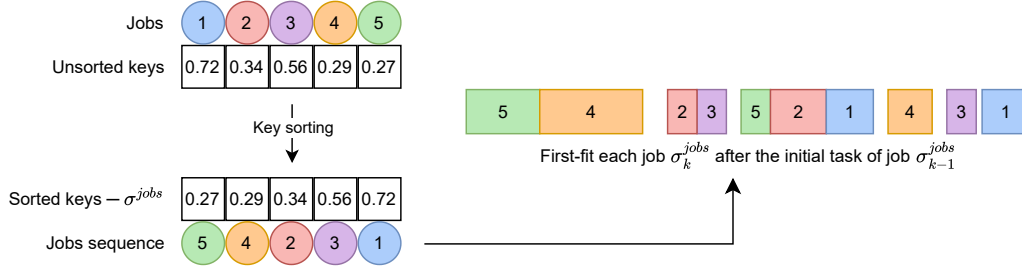 Jobs 1 2 3 4 5
Unsorted keys 0.72 0.34 0.56 0.29 0.27
Key sorting
Sorted keys – σ^{jobs} 0.27 0.29 0.34 0.56 0.72
Jobs sequence 5 4 2 3 1
5 4 2 3 5 2 1 4 3 1
First-fit each job σ_k^{jobs} after the initial task of job σ_{k−1}^{jobs}